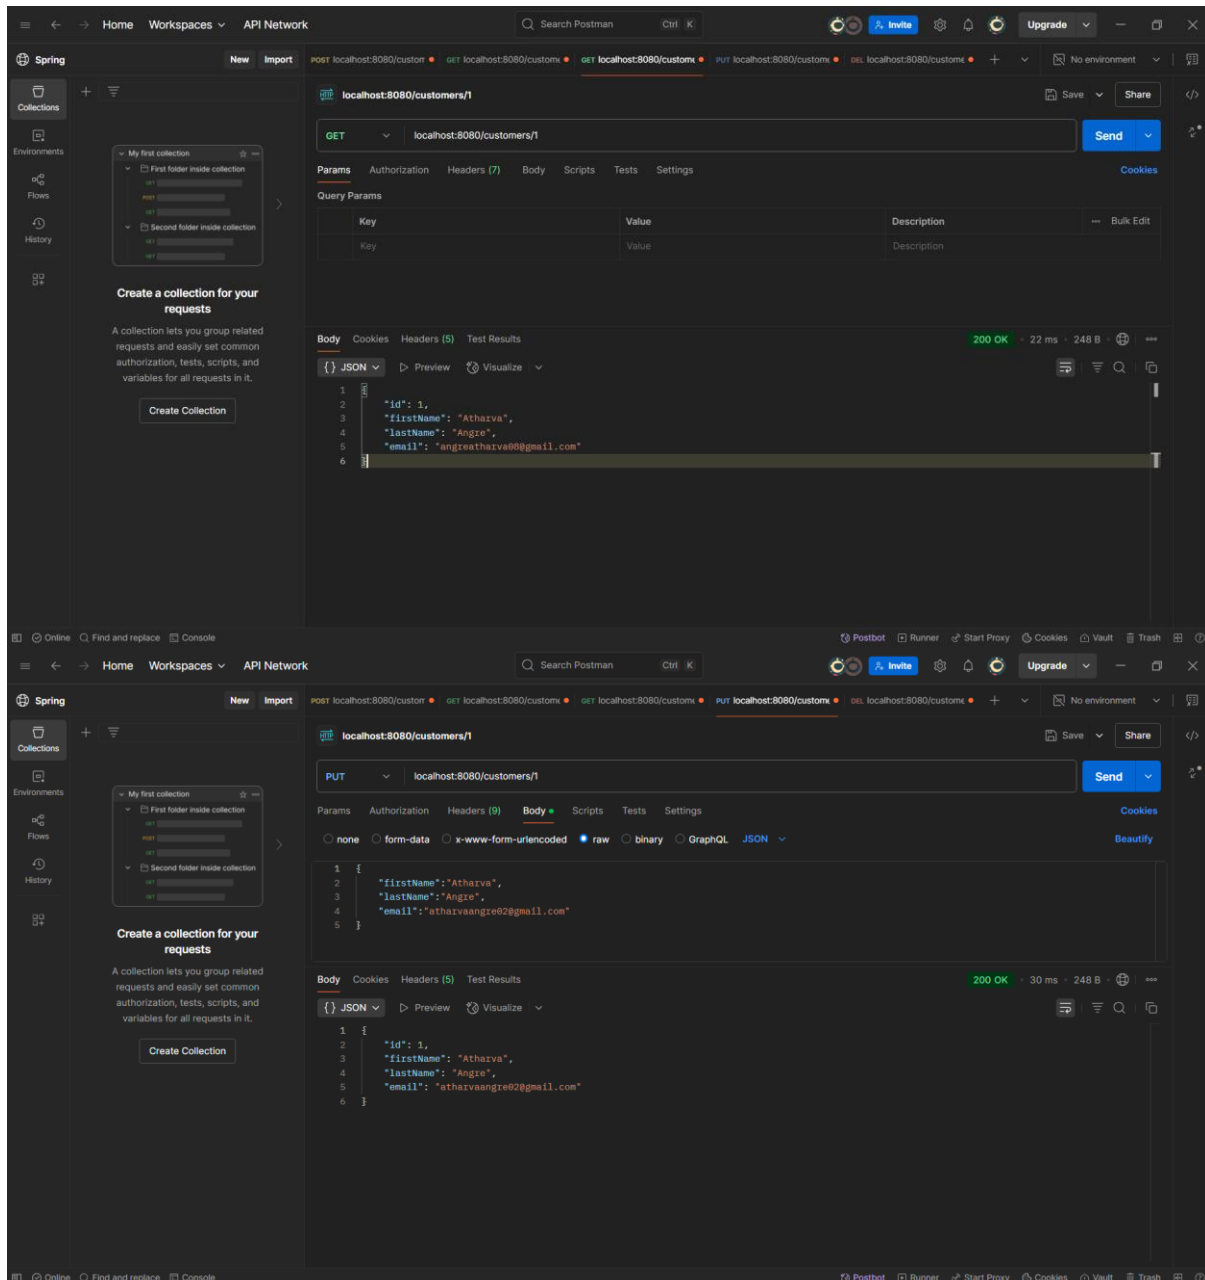 Home Workspaces API Network Search Postman Ctrl K Invite Upgrade
Spring New Import POST localhost:8080/custom GET localhost:8080/custome GET localhost:8080/custome PUT localhost:8080/custome DEL localhost:8080/custome No environment
Collections
Environments
Flows
History
My first collection
First folder inside collection
GET
POST
GET
Second folder inside collection
GET
GET
Create a collection for your
requests
A collection lets you group related
requests and easily set common
authorization, tests, scripts, and
variables for all requests in it.
Create Collection
HTTP localhost:8080/customers/1 Save Share
GET localhost:8080/customers/1 Send
Params Authorization Headers (7) Body Scripts Tests Settings Cookies
Query Params
Key Value Description Bulk Edit
Key Value Description
Body Cookies Headers (5) Test Results 200 OK 22 ms 248 B
{} JSON Preview Visualize
1 {
2 "id": 1,
3 "firstName": "Atharva",
4 "lastName": "Angre",
5 "email": "angreatharva08@gmail.com"
6 }
Online Find and replace Console Postbot Runner Start Proxy Cookies Vault Trash
Home Workspaces API Network Search Postman Ctrl K Invite Upgrade
Spring New Import POST localhost:8080/custom GET localhost:8080/custome GET localhost:8080/custome PUT localhost:8080/custome DEL localhost:8080/custome No environment
Collections
Environments
Flows
History
My first collection
First folder inside collection
GET
POST
GET
Second folder inside collection
GET
GET
Create a collection for your
requests
A collection lets you group related
requests and easily set common
authorization, tests, scripts, and
variables for all requests in it.
Create Collection
HTTP localhost:8080/customers/1 Save Share
PUT localhost:8080/customers/1 Send
Params Authorization Headers (9) Body Scripts Tests Settings Cookies
none form-data x-www-form-urlencoded raw binary GraphQL JSON Beautify
1 {
2 "firstName":"Atharva",
3 "lastName":"Angre",
4 "email":"atharvaangre02@gmail.com"
5 }
Body Cookies Headers (5) Test Results 200 OK 30 ms 248 B
{} JSON Preview Visualize
1 {
2 "id": 1,
3 "firstName": "Atharva",
4 "lastName": "Angre",
5 "email": "atharvaangre02@gmail.com"
6 }
Online Find and replace Console Postbot Runner Start Proxy Cookies Vault Trash